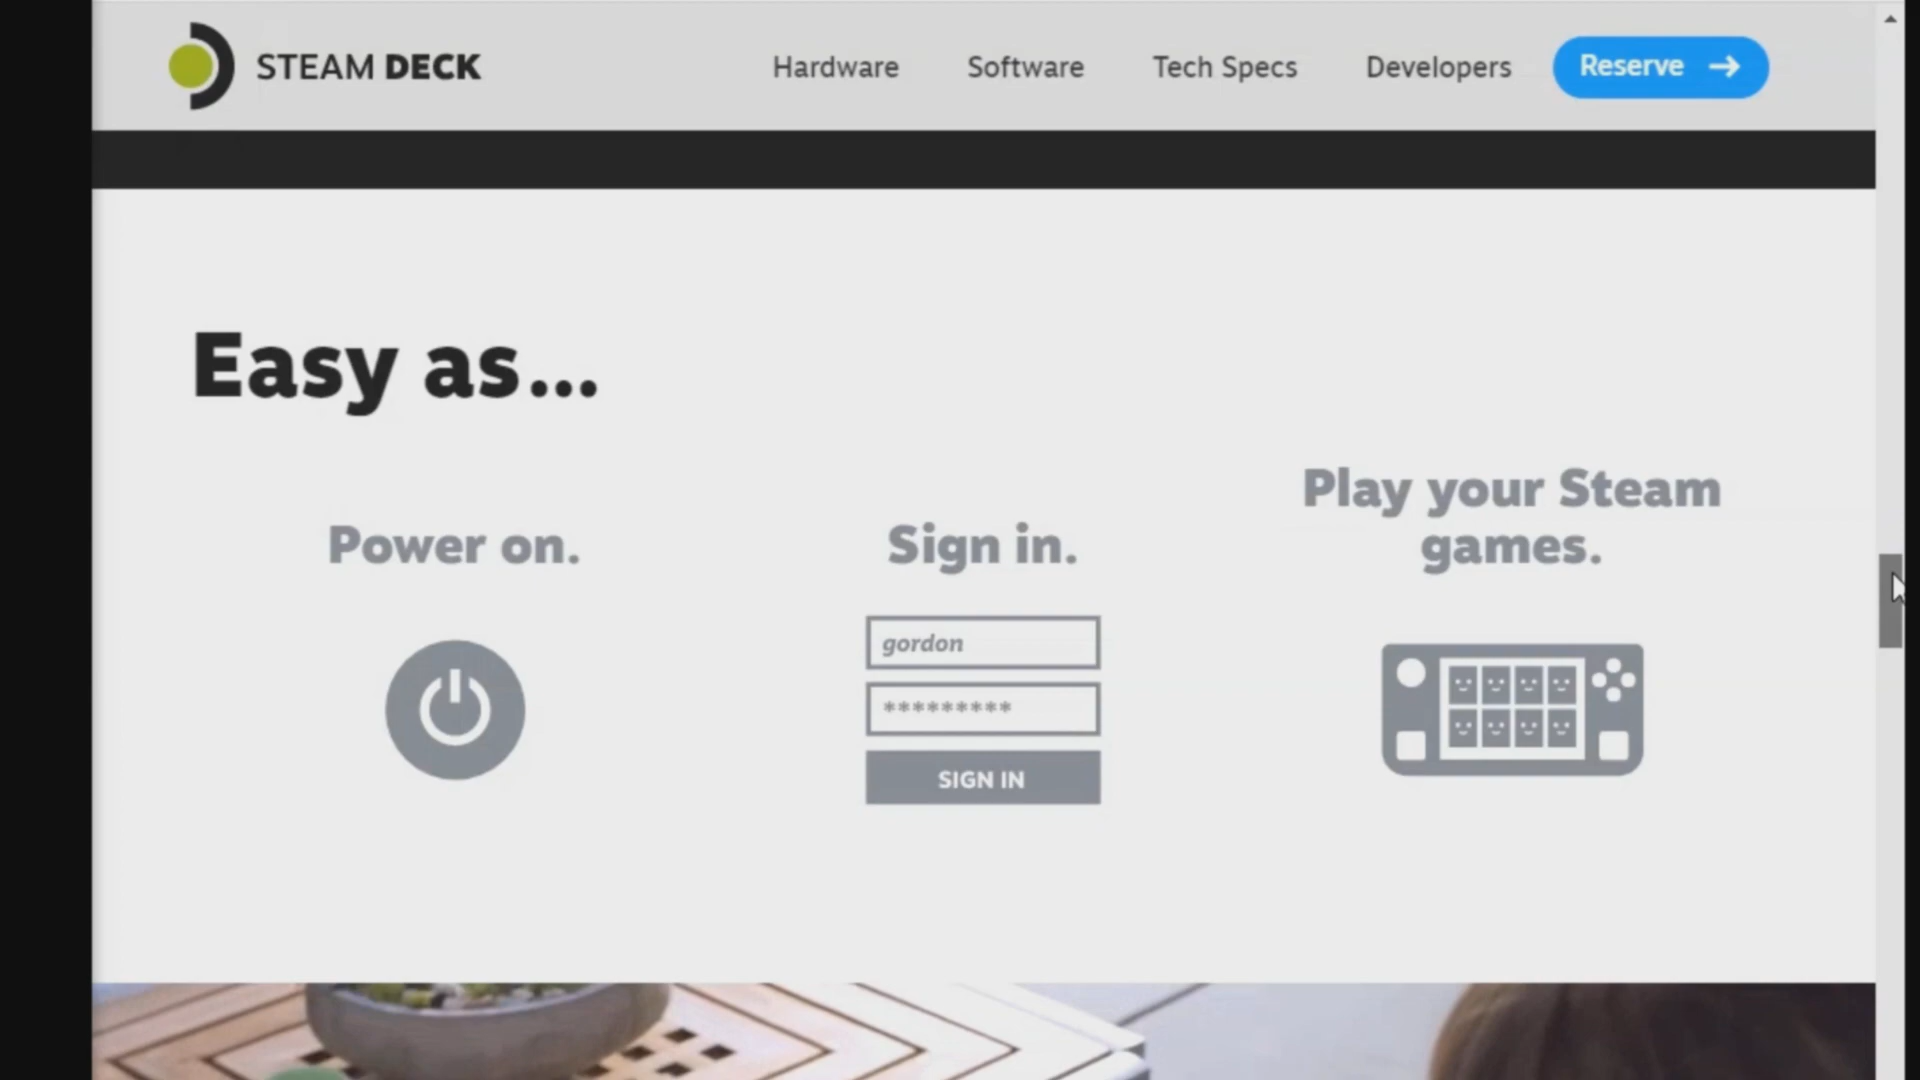 STEAM DECK
Hardware
Software
Tech Specs
Developers
Reserve
Easy as...
Power on.
Sign in.
Play your Steam
games.
gordon
*********
SIGN IN